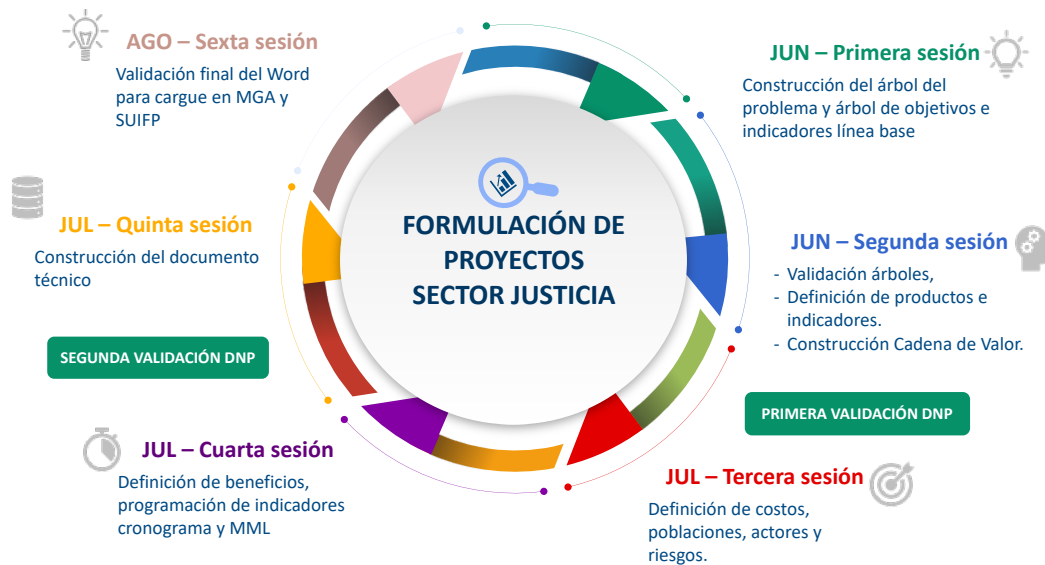 FORMULACIÓN DE
PROYECTOS
SECTOR JUSTICIA
JUN – Primera sesión
Construcción del árbol del
problema y árbol de objetivos e
indicadores línea base
JUN – Segunda sesión
- Validación árboles,
- Definición de productos e
indicadores.
- Construcción Cadena de Valor.
PRIMERA VALIDACIÓN DNP
JUL – Tercera sesión
Definición de costos,
poblaciones, actores y
riesgos.
JUL – Cuarta sesión
Definición de beneficios,
programación de indicadores
cronograma y MML
SEGUNDA VALIDACIÓN DNP
JUL – Quinta sesión
Construcción del documento
técnico
AGO – Sexta sesión
Validación final del Word
para cargue en MGA y
SUIFP